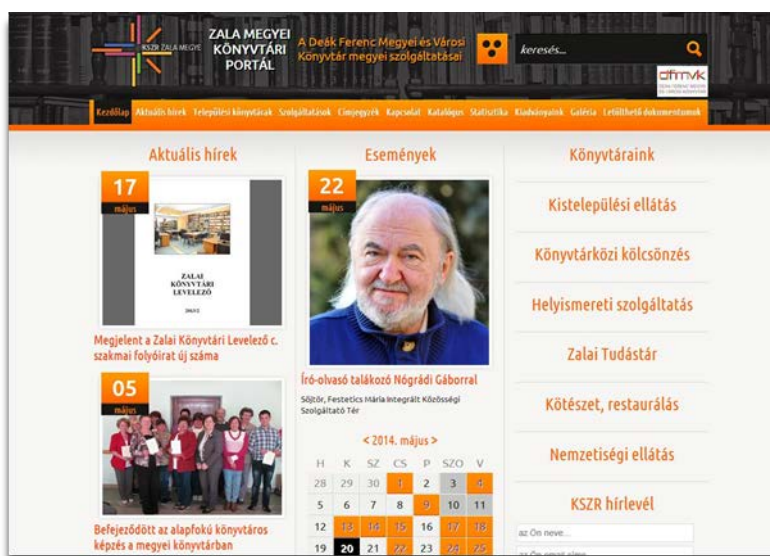 KSZR ZALA MEGYE
ZALA MEGYEI
KÖNYVTÁRI
PORTÁL
A Deák Ferenc Megyei és Városi
Könyvtár megyei szolgáltatásai
keresés...
dfmvk
Kezdőlap Aktuális hírek Települési könyvtárak Szolgáltatások Címjegyzék Kapcsolat Katalógus Statisztika Kiadványaink Galéria Letölthető dokumentumok
Aktuális hírek
17
május
ZALAI
KÖNYVTÁRI
LEVELEZŐ
2013/2
Megjelent a Zalai Könyvtári Levelező c.
szakmai folyóirat új száma
05
május
Befejeződött az alapfokú könyvtáros
képzés a megyei könyvtárban
Események
22
május
Író-olvasó találkozó Nógrádi Gáborral
Söjtör, Festetics Mária Integrált Közösségi
Szolgáltató Tér
< 2014. május >
H K SZ CS P SZO V
28 29 30 1 2 3 4
5 6 7 8 9 10 11
12 13 14 15 16 17 18
19 20 21 22 23 24 25
Könyvtáraink
Kistelepülési ellátás
Könyvtárközi kölcsönzés
Helyismereti szolgáltatás
Zalai Tudástár
Kötészet, restaurálás
Nemzetiségi ellátás
KSZR hírlevél
az Ön neve...